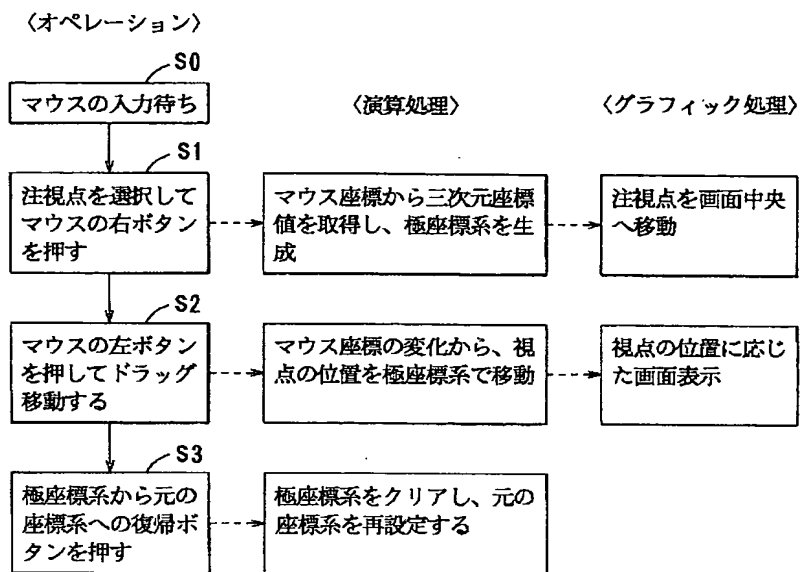 〈オペレーション〉
S0
マウスの入力待ち
〈演算処理〉
〈グラフィック処理〉
S1
注視点を選択して
マウスの右ボタン
を押す
マウス座標から三次元座標
値を取得し、極座標系を生
成
注視点を画面中央
へ移動
S2
マウスの左ボタン
を押してドラッグ
移動する
マウス座標の変化から、視
点の位置を極座標系で移動
視点の位置に応じ
た画面表示
S3
極座標系から元の
座標系への復帰ボ
タンを押す
極座標系をクリアし、元の
座標系を再設定する